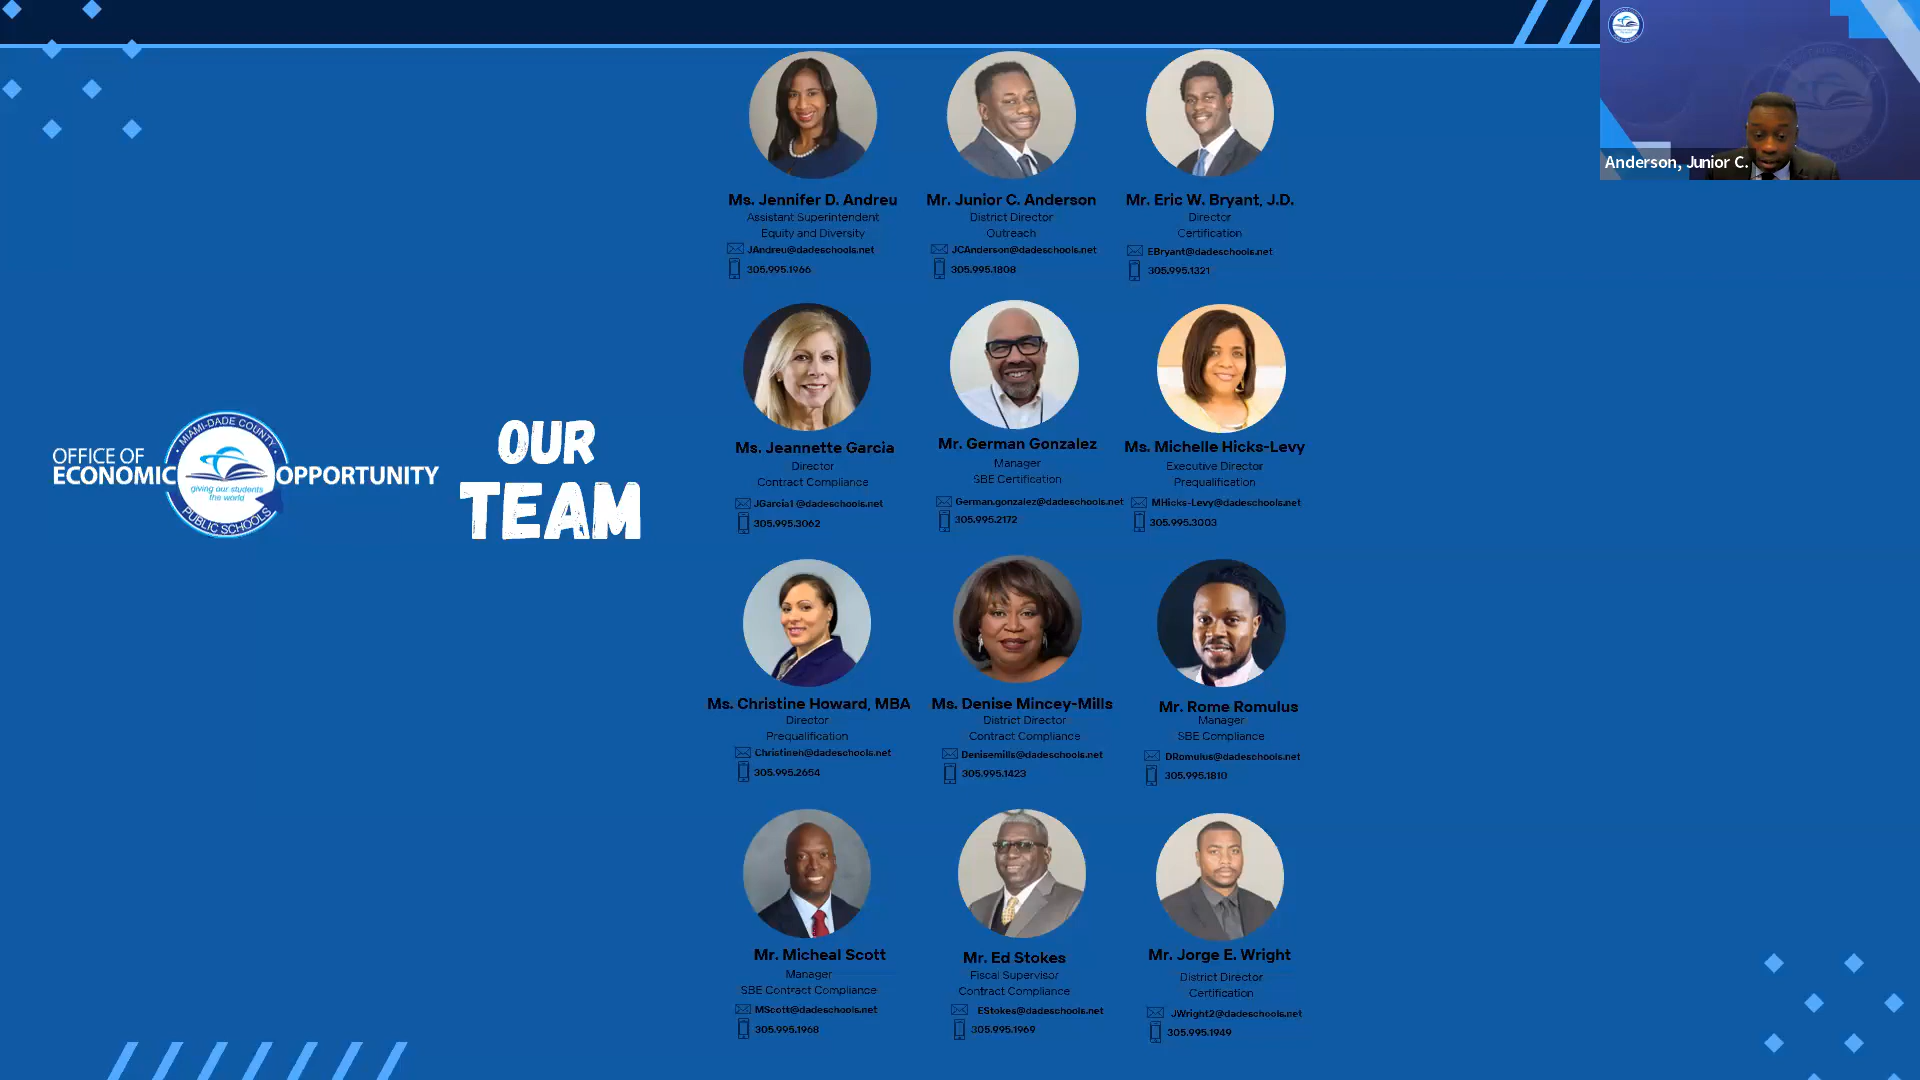 Anderson, Junior C.
OFFICE OF
ECONOMIC OPPORTUNITY
MIAMI-DADE COUNTY
giving our students
the world
PUBLIC SCHOOLS
OUR
TEAM
Ms. Jennifer D. Andreu
Assistant Superintendent
Equity and Diversity
JAndreu@dadeschools.net
305.995.1966
Mr. Junior C. Anderson
District Director
Outreach
JCAnderson@dadeschools.net
305.995.1808
Mr. Eric W. Bryant, J.D.
Director
Certification
EBryant@dadeschools.net
305.995.1321
Ms. Jeannette Garcia
Director
Contract Compliance
JGarcia1 @dadeschools.net
305.995.3062
Mr. German Gonzalez
Manager
SBE Certification
German.gonzalez@dadeschools.net
305.995.2172
Ms. Michelle Hicks-Levy
Executive Director
Prequalification
MHicks-Levy@dadeschools.net
305.995.3003
Ms. Christine Howard, MBA
Director
Prequalification
Christineh@dadeschools.net
305.995.2654
Ms. Denise Mincey-Mills
District Director
Contract Compliance
Denisemills@dadeschools.net
305.995.1423
Mr. Rome Romulus
Manager
SBE Compliance
DRomulus@dadeschools.net
305.995.1810
Mr. Micheal Scott
Manager
SBE Contract Compliance
MScott@dadeschools.net
305.995.1968
Mr. Ed Stokes
Fiscal Supervisor
Contract Compliance
EStokes@dadeschools.net
305.995.1969
Mr. Jorge E. Wright
District Director
Certification
JWright2@dadeschools.net
305.995.1949